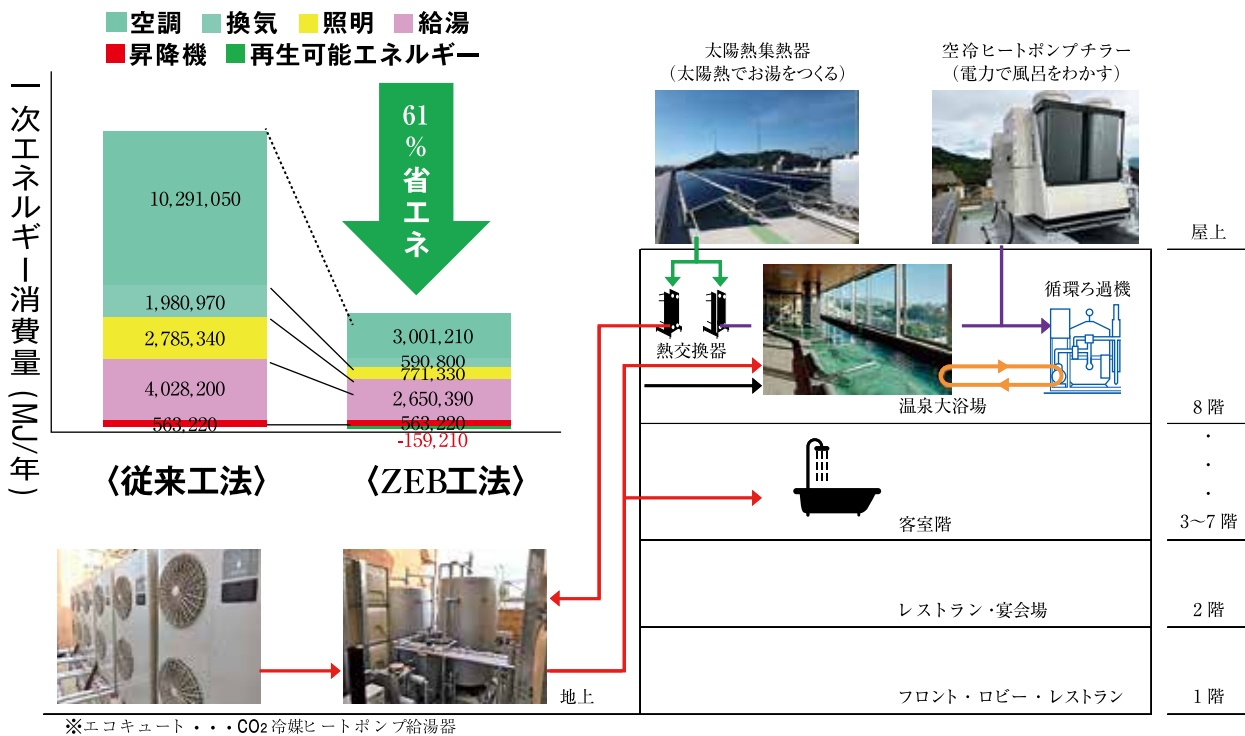 空調 換気 照明 給湯
昇降機 再生可能エネルギー
一次エネルギー消費量(MJ/年)
61%省エネ
10,291,050
1,980,970
2,785,340
4,028,200
563,220
3,001,210
590,800
771,330
2,650,390
563,220
-159,210
〈従来工法〉
〈ZEB工法〉
太陽熱集熱器
(太陽熱でお湯をつくる)
空冷ヒートポンプチラー
(電力で風呂をわかす)
屋上
熱交換器
循環ろ過機
温泉大浴場
8階
・
・
・
客室階
3〜7階
レストラン・宴会場
2階
地上
フロント・ロビー・レストラン
1階
※エコキュート・・・CO2冷媒ヒートポンプ給湯器